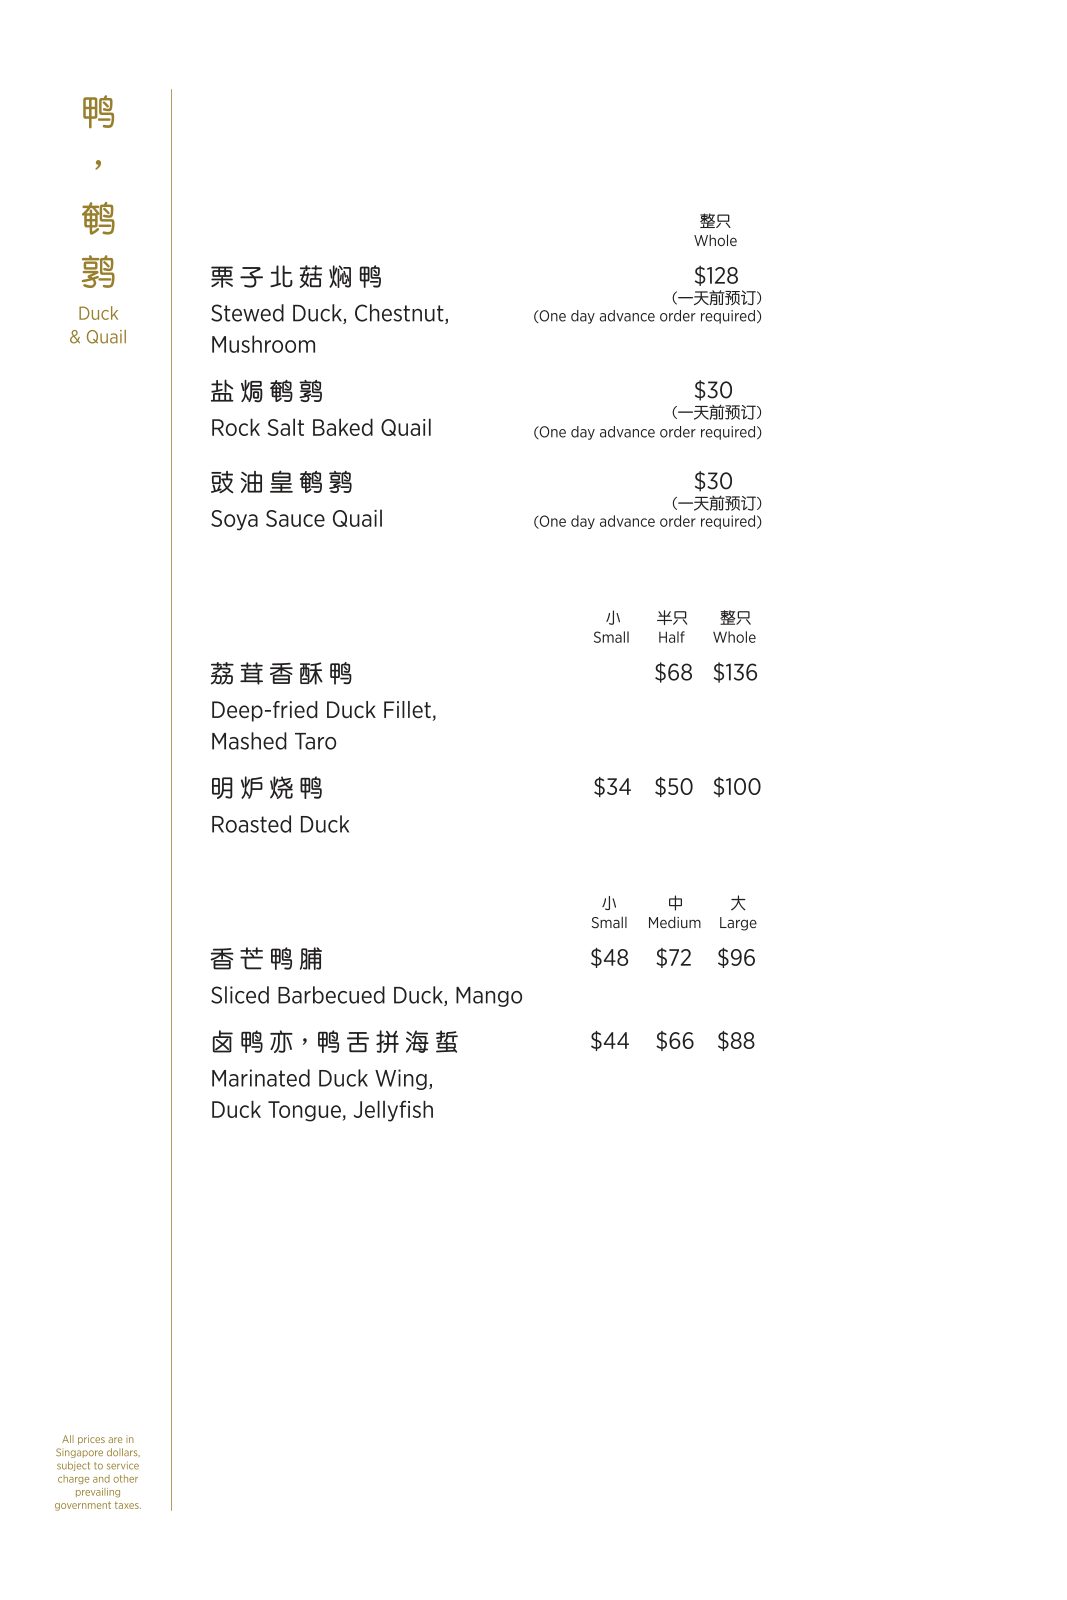 鸭，鹌鹑
Duck
& Quail
整只
Whole
栗子北菇焖鸭 $128
(一天前预订)
Stewed Duck, Chestnut, (One day advance order required)
Mushroom
盐焗鹌鹑 $30
(一天前预订)
Rock Salt Baked Quail (One day advance order required)
豉油皇鹌鹑 $30
(一天前预订)
Soya Sauce Quail (One day advance order required)
小 半只 整只
Small Half Whole
荔茸香酥鸭 $68 $136
Deep-fried Duck Fillet,
Mashed Taro
明炉烧鸭 $34 $50 $100
Roasted Duck
小 中 大
Small Medium Large
香芒鸭脯 $48 $72 $96
Sliced Barbecued Duck, Mango
卤鸭亦，鸭舌拼海蜇 $44 $66 $88
Marinated Duck Wing,
Duck Tongue, Jellyfish
All prices are in
Singapore dollars,
subject to service
charge and other
prevailing
government taxes.